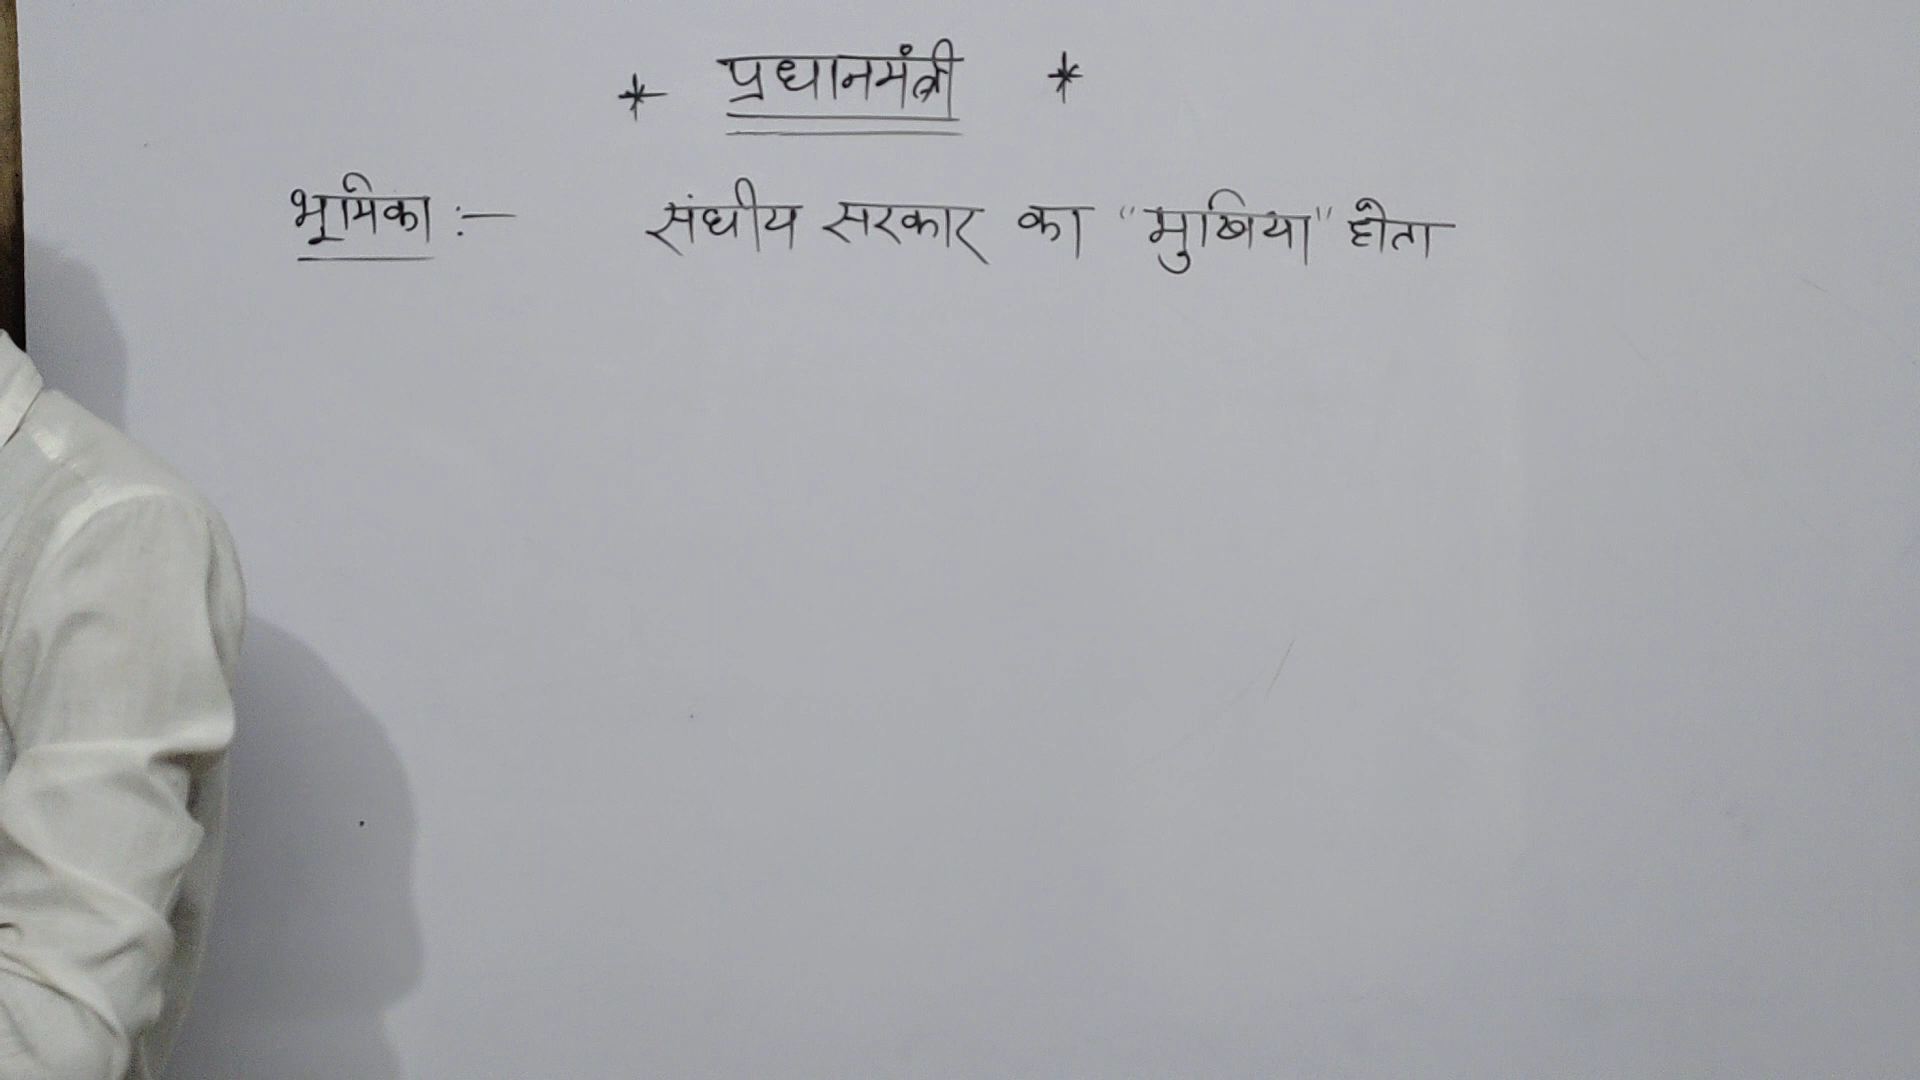 * प्रधानमंत्री *
भूमिका :- संघीय सरकार का "मुखिया" होता